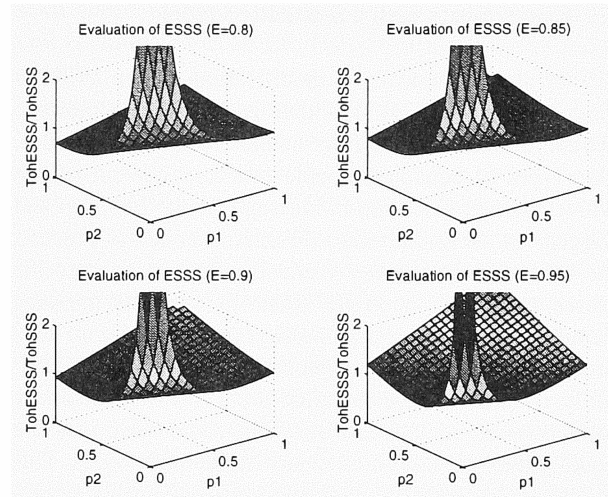 Evaluation of ESSS (E=0.8)
TohESSS/TohSSS
2
1
0
1
0.5
0
p2
0
0.5
1
p1
Evaluation of ESSS (E=0.85)
TohESSS/TohSSS
2
1
0
1
0.5
0
p2
0
0.5
1
p1
Evaluation of ESSS (E=0.9)
TohESSS/TohSSS
2
1
0
1
0.5
0
p2
0
0.5
1
p1
Evaluation of ESSS (E=0.95)
TohESSS/TohSSS
2
1
0
1
0.5
0
p2
0
0.5
1
p1